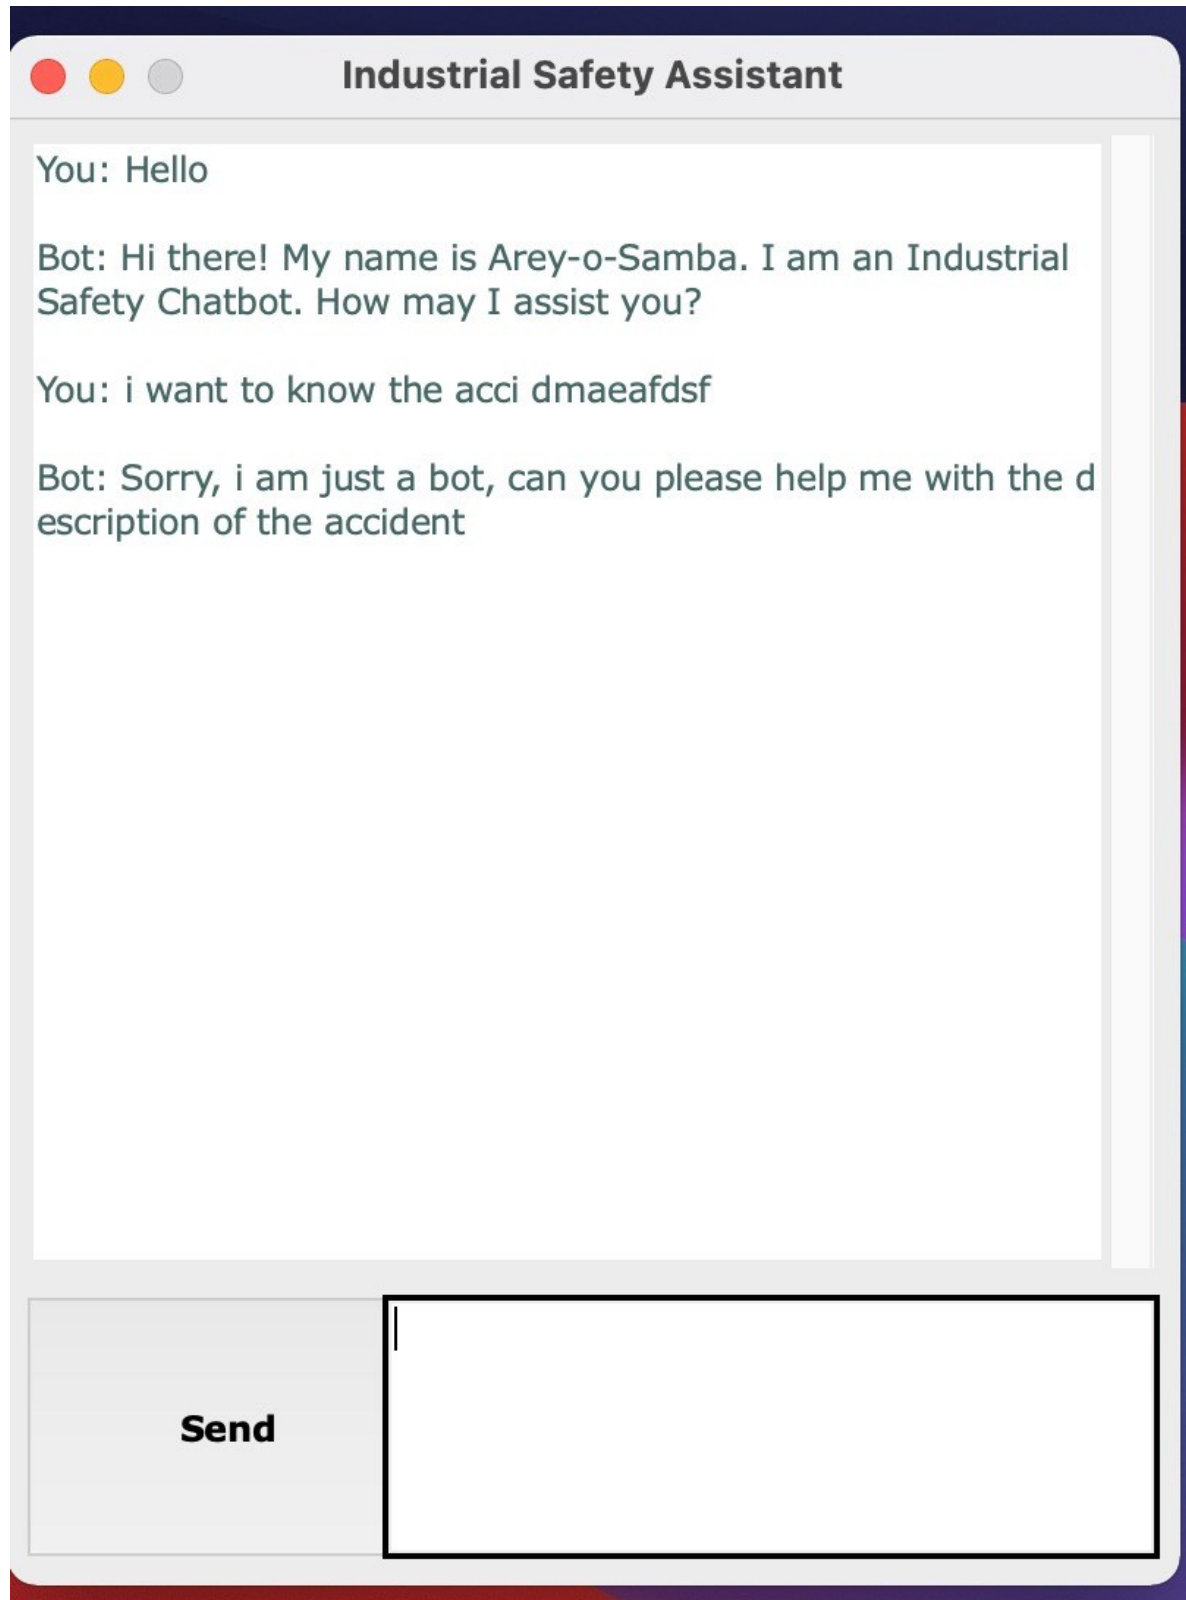 Industrial Safety Assistant
You: Hello
Bot: Hi there! My name is Arey-o-Samba. I am an Industrial
Safety Chatbot. How may I assist you?
You: i want to know the acci dmaeafdsf
Bot: Sorry, i am just a bot, can you please help me with the d
escription of the accident
Send